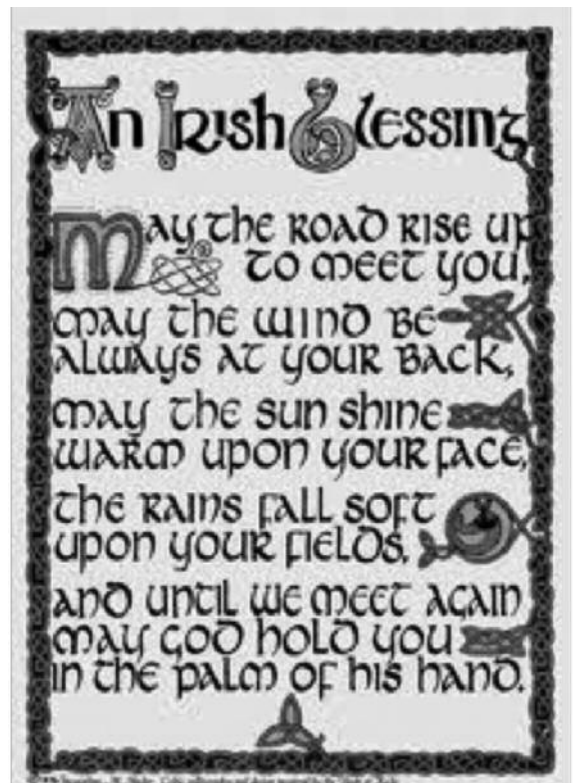 An Irish Blessing
May the road rise up
to meet you,
may the wind be
always at your back,
may the sun shine
warm upon your face,
the rains fall soft
upon your fields,
and until we meet again
may God hold you
in the palm of his hand.